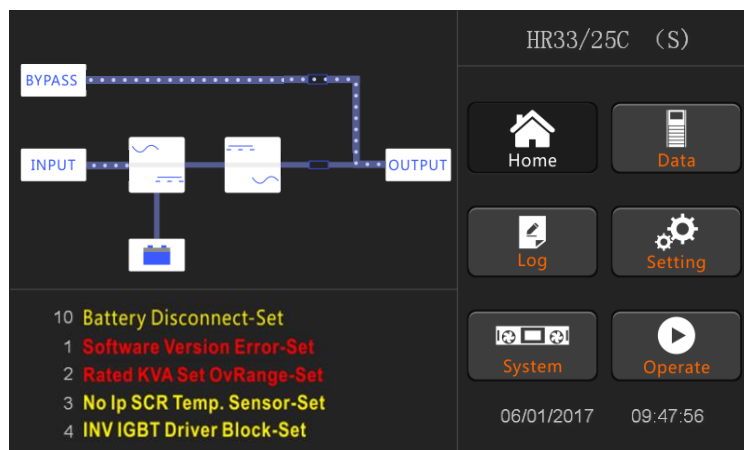 HR33/25C (S)
BYPASS
INPUT
OUTPUT
Home
Data
Log
Setting
System
Operate
10 Battery Disconnect-Set
1 Software Version Error-Set
2 Rated KVA Set OvRange-Set
3 No Ip SCR Temp. Sensor-Set
4 INV IGBT Driver Block-Set
06/01/2017 09:47:56